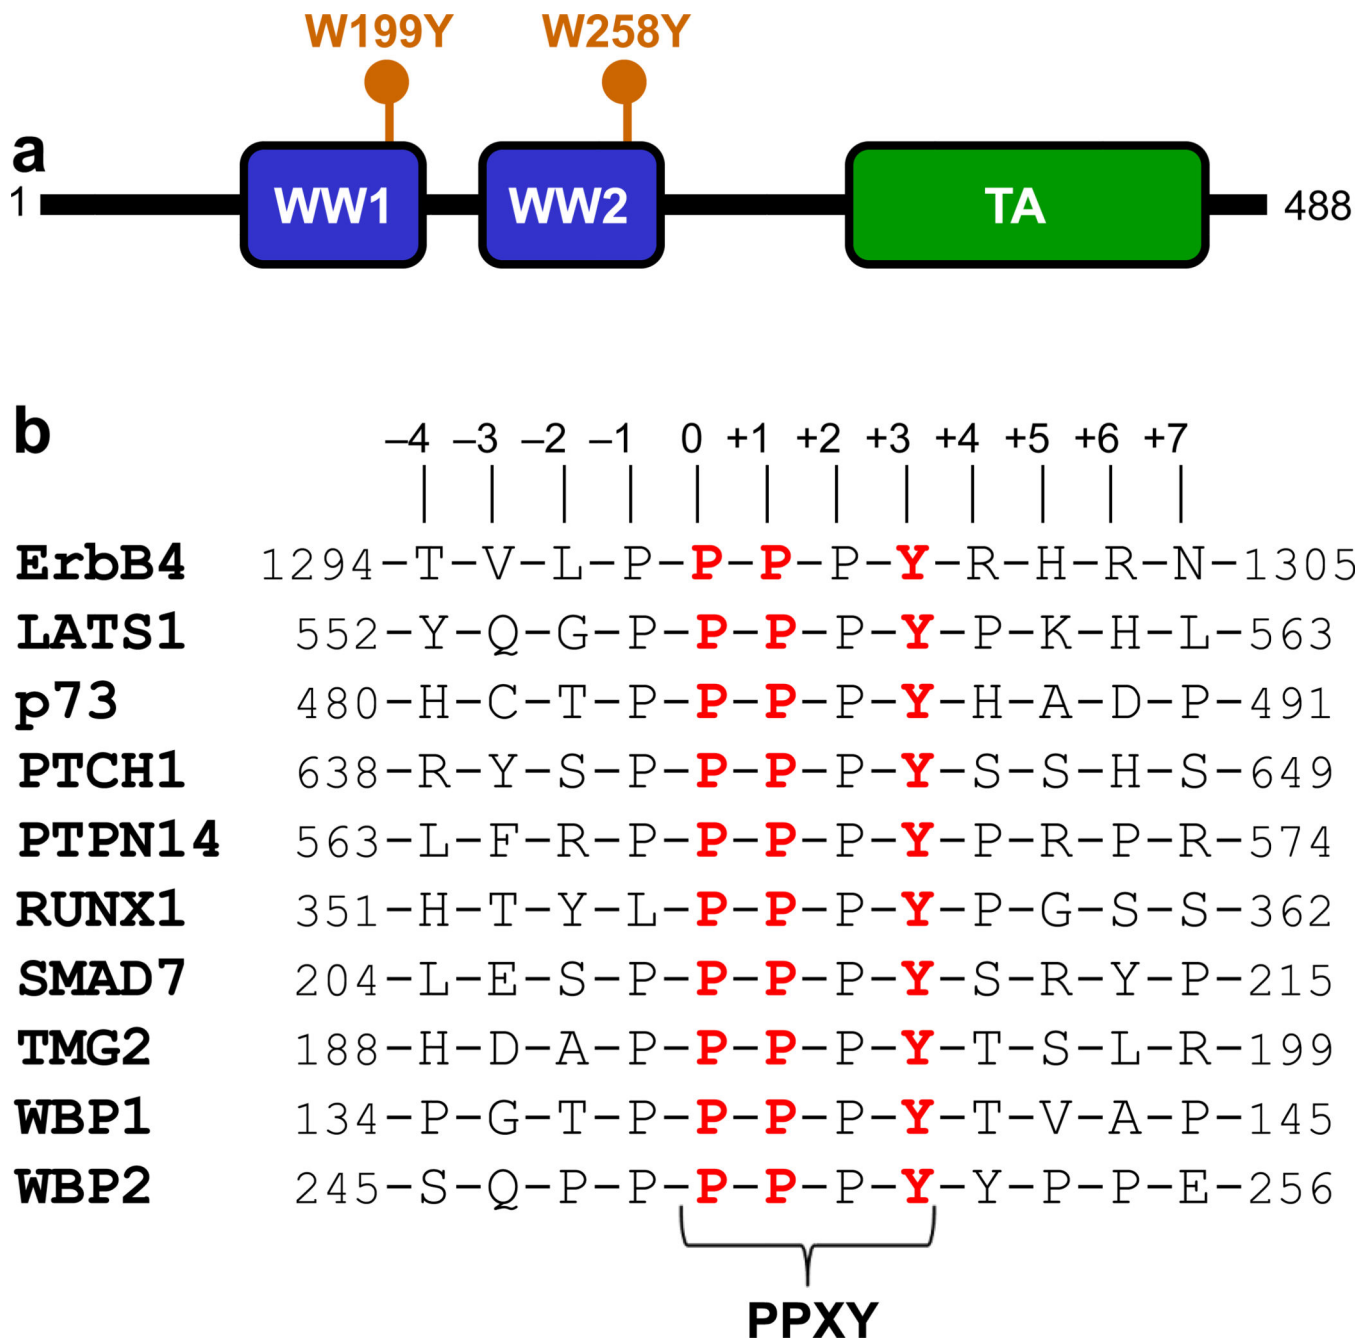 W199Y W258Y
a
1 WW1 WW2 TA 488
b
–4 –3 –2 –1 0 +1 +2 +3 +4 +5 +6 +7
ErbB4 1294–T–V–L–P–P–P–P–Y–R–H–R–N–1305
LATS1 552–Y–Q–G–P–P–P–P–Y–P–K–H–L–563
p73 480–H–C–T–P–P–P–P–Y–H–A–D–P–491
PTCH1 638–R–Y–S–P–P–P–P–Y–S–S–H–S–649
PTPN14 563–L–F–R–P–P–P–P–Y–P–R–P–R–574
RUNX1 351–H–T–Y–L–P–P–P–Y–P–G–S–S–362
SMAD7 204–L–E–S–P–P–P–P–Y–S–R–Y–P–215
TMG2 188–H–D–A–P–P–P–P–Y–T–S–L–R–199
WBP1 134–P–G–T–P–P–P–P–Y–T–V–A–P–145
WBP2 245–S–Q–P–P–P–P–P–Y–Y–P–P–E–256
PPXY